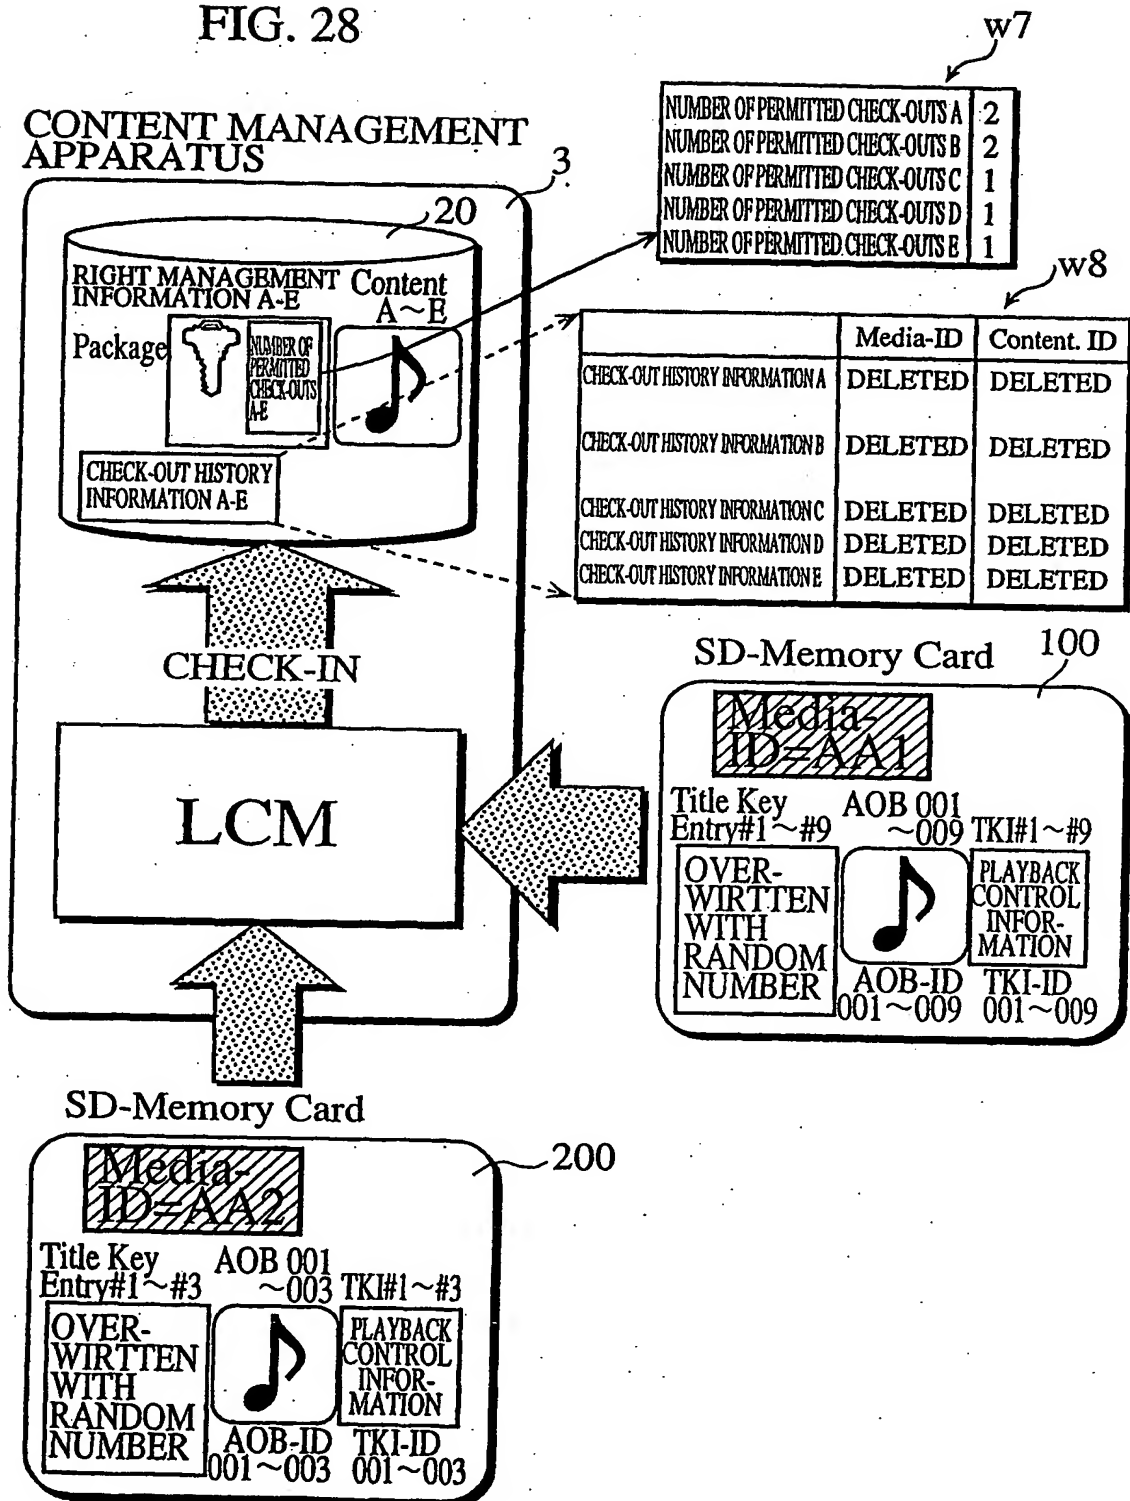 FIG. 28
w7
NUMBER OF PERMITTED CHECK-OUTS A 2
NUMBER OF PERMITTED CHECK-OUTS B 2
NUMBER OF PERMITTED CHECK-OUTS C 1
NUMBER OF PERMITTED CHECK-OUTS D 1
NUMBER OF PERMITTED CHECK-OUTS E 1
CONTENT MANAGEMENT
APPARATUS
3
20
RIGHT MANAGEMENT
INFORMATION A-E
Content
A~E
Package
NUMBER OF
PERMITTED
CHECK-OUTS
A-E
CHECK-OUT HISTORY
INFORMATION A-E
w8
Media-ID Content. ID
CHECK-OUT HISTORY INFORMATION A DELETED DELETED
CHECK-OUT HISTORY INFORMATION B DELETED DELETED
CHECK-OUT HISTORY INFORMATION C DELETED DELETED
CHECK-OUT HISTORY INFORMATION D DELETED DELETED
CHECK-OUT HISTORY INFORMATION E DELETED DELETED
CHECK-IN
LCM
SD-Memory Card
100
Media-
ID=AA1
Title Key
Entry#1~#9
AOB 001
~009
TKI#1~#9
OVER-
WIRTTEN
WITH
RANDOM
NUMBER
PLAYBACK
CONTROL
INFOR-
MATION
AOB-ID
001~009
TKI-ID
001~009
SD-Memory Card
200
Media-
ID=AA2
Title Key
Entry#1~#3
AOB 001
~003
TKI#1~#3
OVER-
WIRTTEN
WITH
RANDOM
NUMBER
PLAYBACK
CONTROL
INFOR-
MATION
AOB-ID
001~003
TKI-ID
001~003